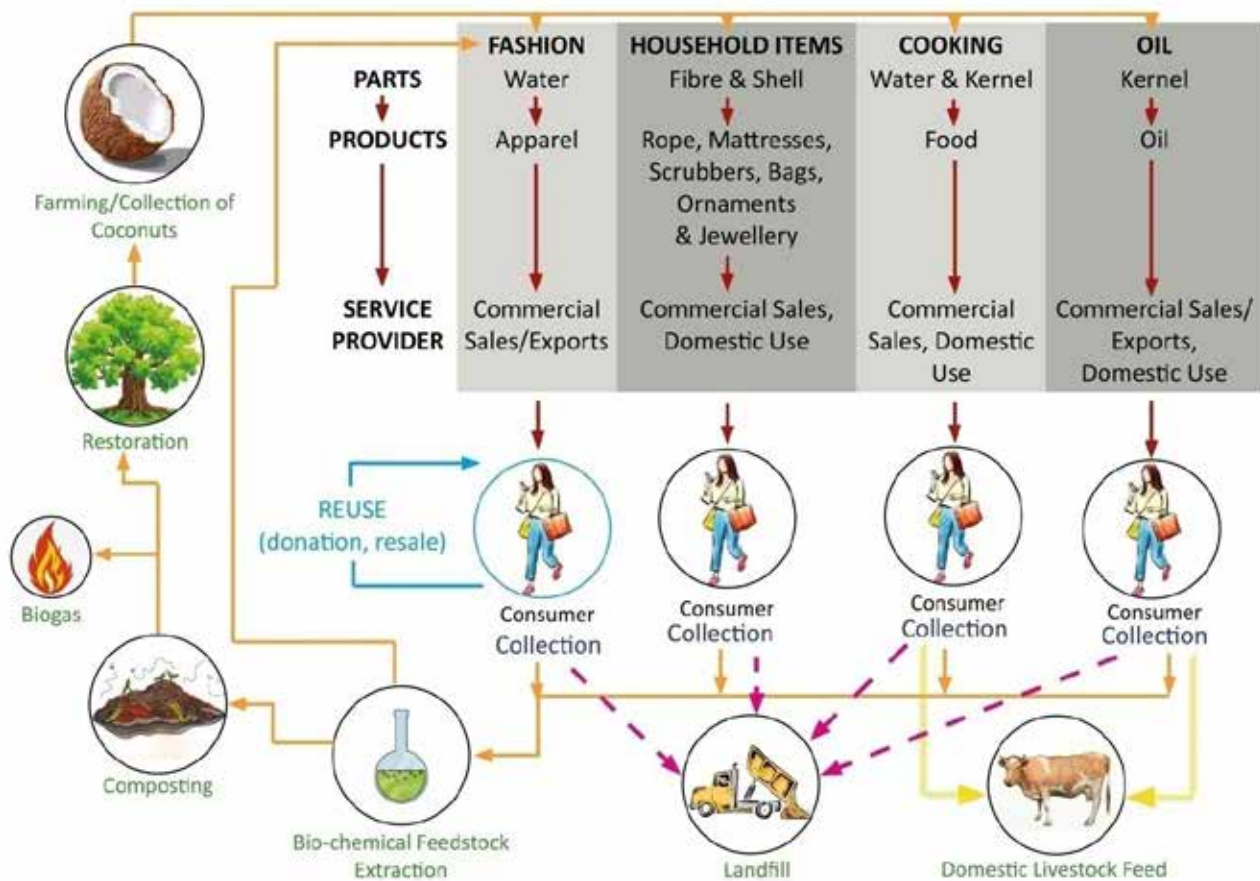 FASHION
HOUSEHOLD ITEMS
COOKING
OIL
PARTS
Water
Fibre & Shell
Water & Kernel
Kernel
PRODUCTS
Apparel
Rope, Mattresses,
Scrubbers, Bags,
Ornaments
& Jewellery
Food
Oil
SERVICE
PROVIDER
Commercial
Sales/Exports
Commercial Sales,
Domestic Use
Commercial
Sales, Domestic
Use
Commercial Sales/
Exports,
Domestic Use
Farming/Collection of
Coconuts
Restoration
Biogas
Composting
REUSE
(donation, resale)
Consumer
Collection
Consumer
Collection
Consumer
Collection
Consumer
Collection
Bio-chemical Feedstock
Extraction
Landfill
Domestic Livestock Feed